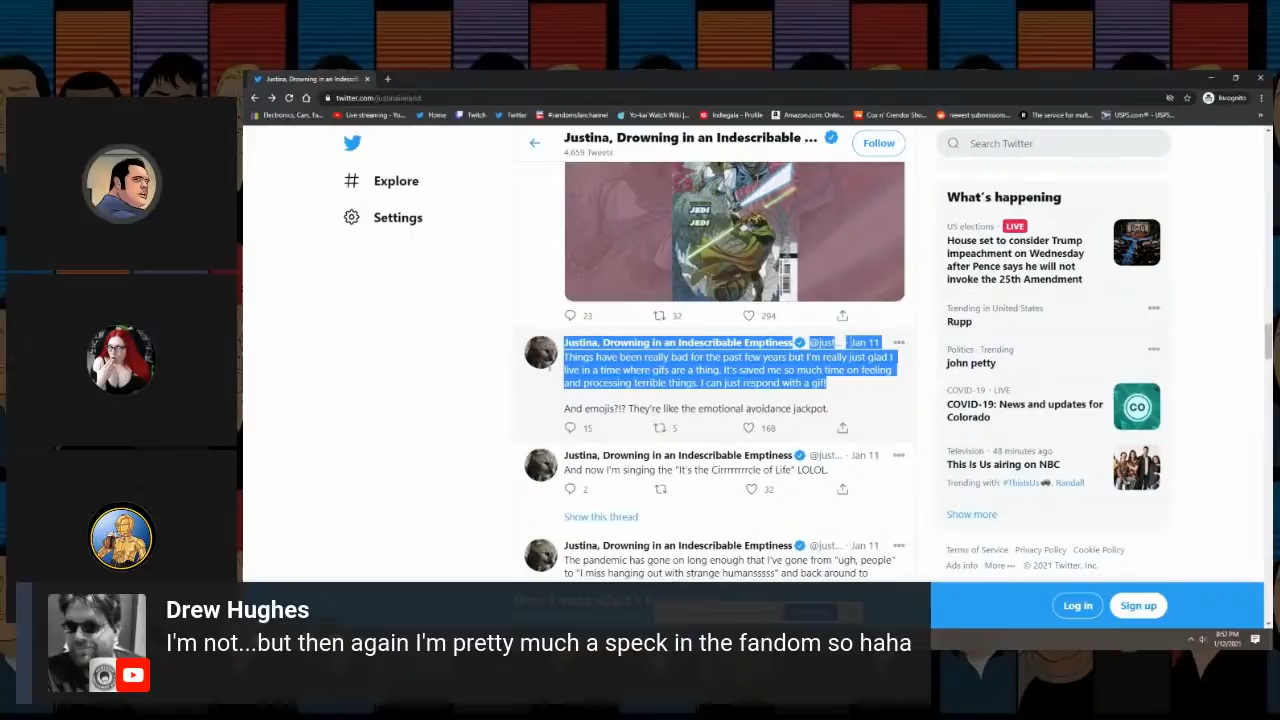 Justina, Drowning in an Indescri
twitter.com/justinaireland
Incognito
Electronics, Cars, Fa...
Live streaming - Yo...
Home
Twitch
Twitter
#randomsfanchannel
Yo-kai Watch Wiki |...
Indiegala - Profile
Amazon.com: Onlin...
Cox n' Crendor Sho...
newest submissions...
The service for mult...
USPS.com® - USPS...
Justina, Drowning in an Indescribable ...
4,659 Tweets
Follow
Search Twitter
Explore
Settings
JEDI
JEDI
23
32
294
Justina, Drowning in an Indescribable Emptiness @just... · Jan 11
Things have been really bad for the past few years but I'm really just glad I
live in a time where gifs are a thing. It's saved me so much time on feeling
and processing terrible things. I can just respond with a gif!
And emojis?!? They're like the emotional avoidance jackpot.
15
5
168
Justina, Drowning in an Indescribable Emptiness @just... · Jan 11
And now I'm singing the "It's the Cirrrrrrrrcle of Life" LOLOL.
2
32
Show this thread
Justina, Drowning in an Indescribable Emptiness @just... · Jan 11
The pandemic has gone on long enough that I've gone from "ugh, people"
to "I miss hanging out with strange humansssss" and back around to
What's happening
US elections · LIVE
House set to consider Trump
impeachment on Wednesday
after Pence says he will not
invoke the 25th Amendment
Trending in United States
Rupp
Politics · Trending
john petty
COVID-19 · LIVE
COVID-19: News and updates for
Colorado
CO
Television · 48 minutes ago
This Is Us airing on NBC
Trending with #ThisIsUs, Randall
Show more
Terms of Service Privacy Policy Cookie Policy
Ads info More ··· © 2021 Twitter, Inc.
Log in
Sign up
8:52 PM
1/12/2021
Drew Hughes
I'm not...but then again I'm pretty much a speck in the fandom so haha